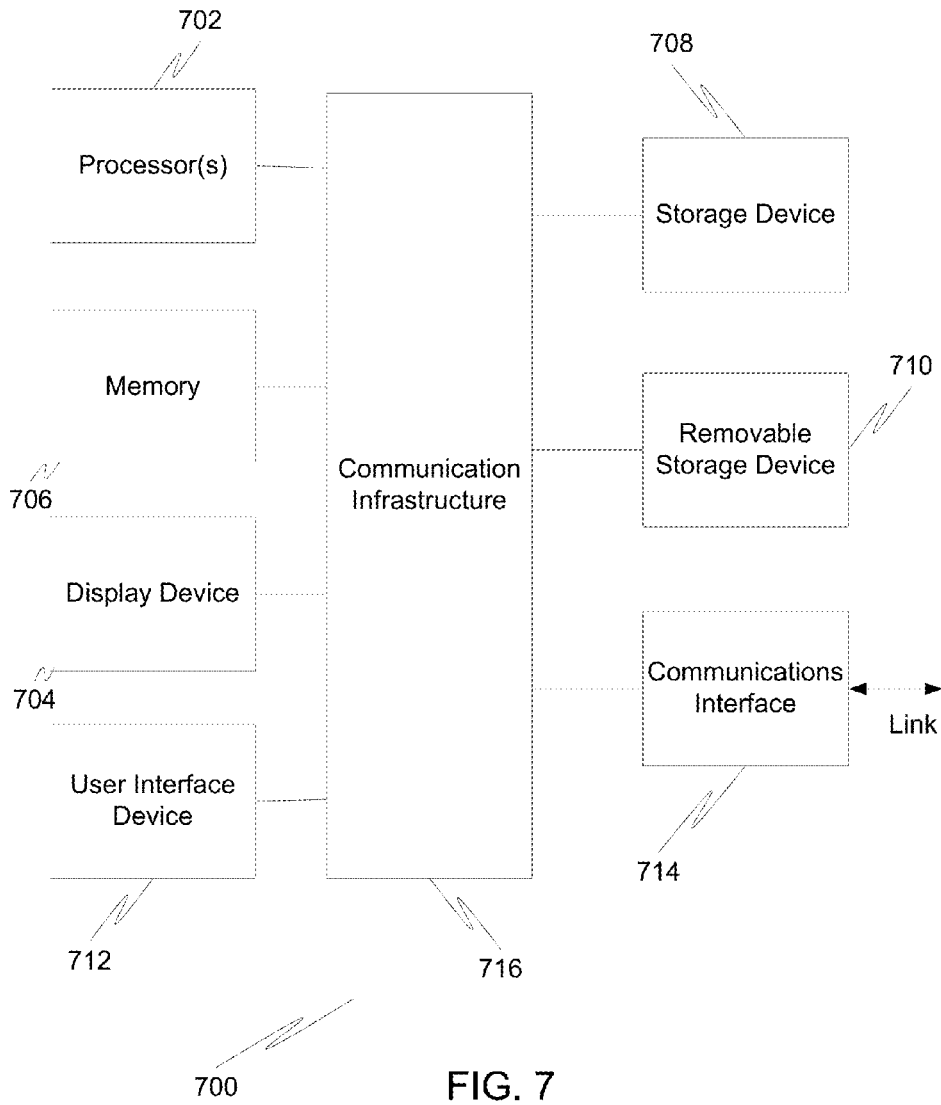 702
708
Processor(s)
Storage Device
Memory
710
Removable
Storage Device
Communication
Infrastructure
706
Display Device
704
Communications
Interface
Link
User Interface
Device
714
712
716
700
FIG. 7